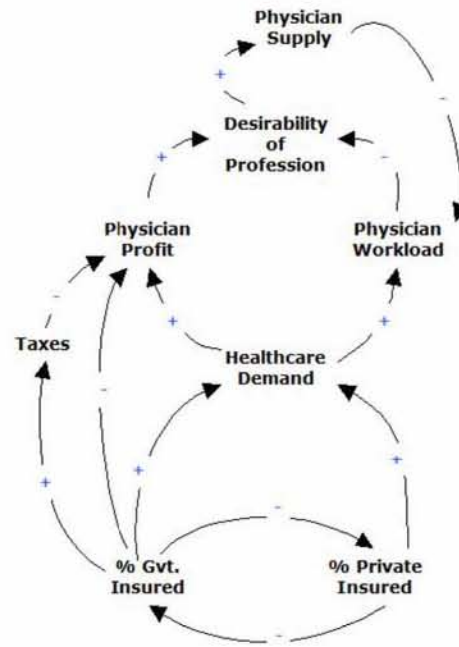 Physician
Supply
+
-
Desirability
of
Profession
+
-
Physician
Profit
Physician
Workload
-
+
+
Taxes
Healthcare
Demand
-
+
+
+
-
% Gvt.
Insured
% Private
Insured
-